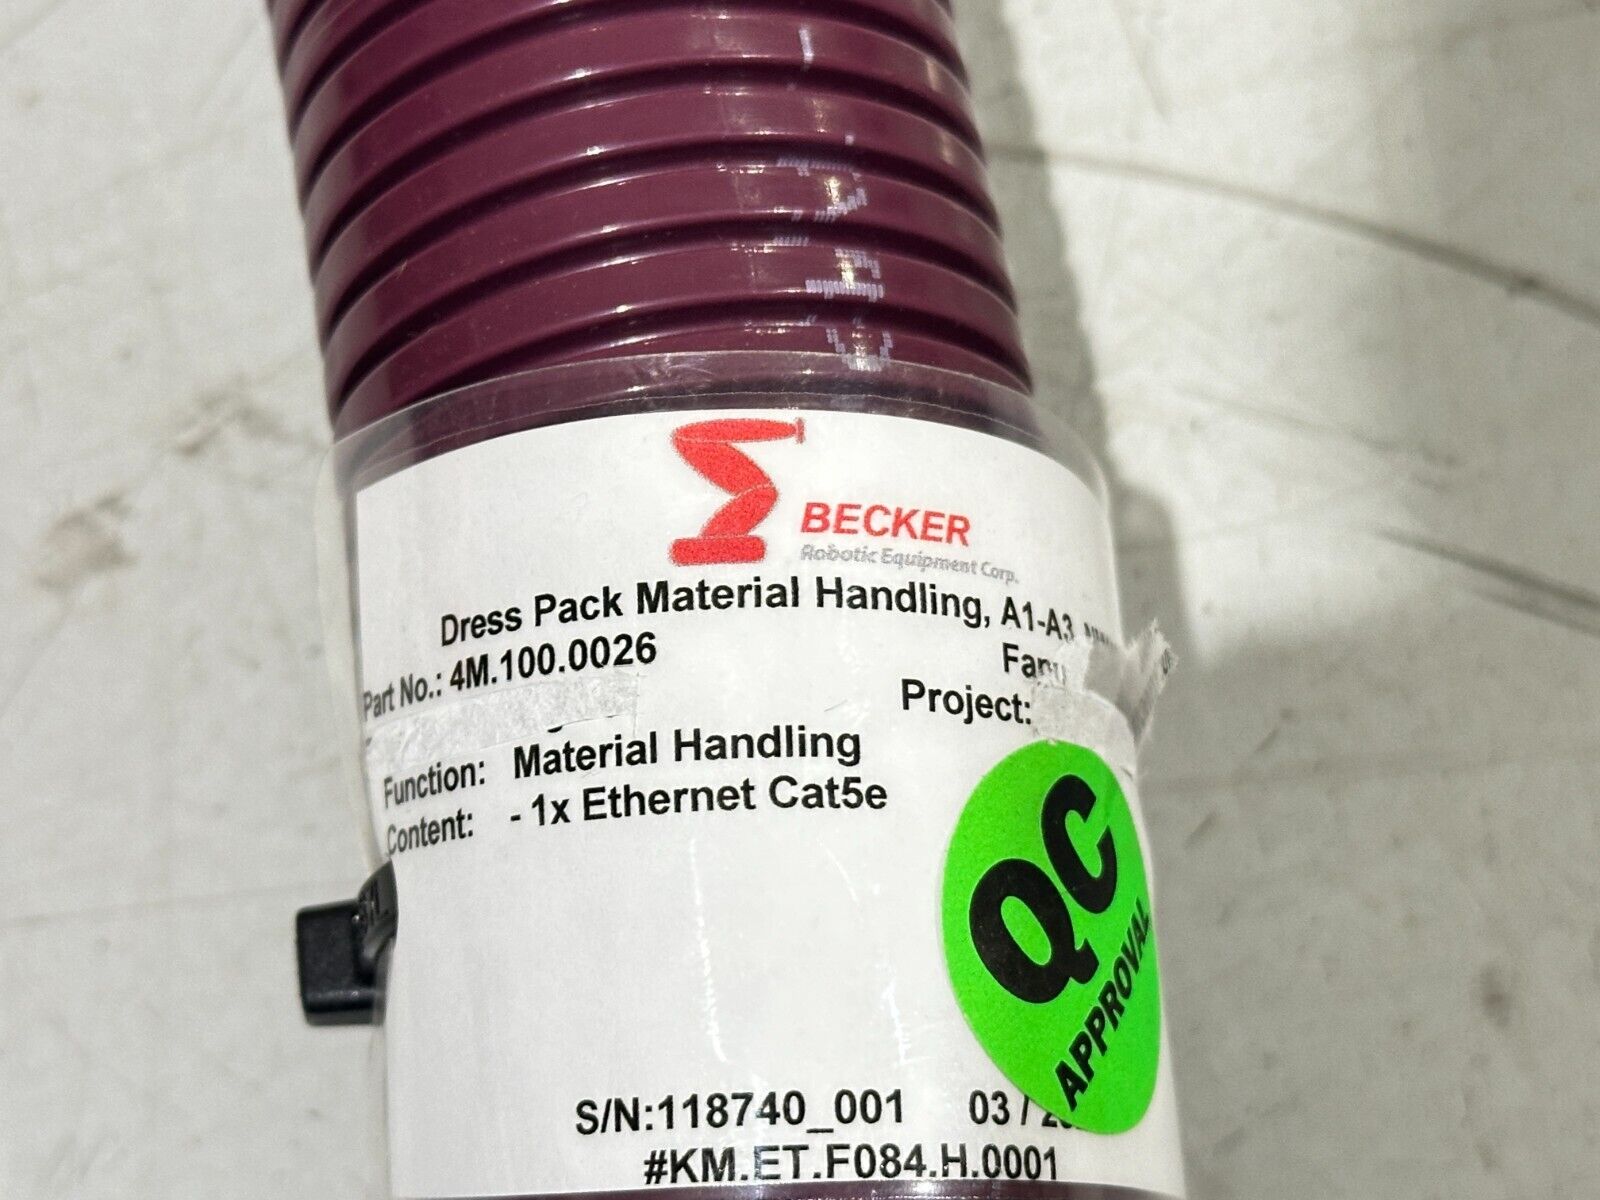 BECKER
Robotic Equipment Corp.
Dress Pack Material Handling, A1-A3
Part No.: 4M.100.0026
Project:
Function: Material Handling
Content: - 1x Ethernet Cat5e
QC
APPROVAL
S/N:118740_001 03 /
#KM.ET.F084.H.0001